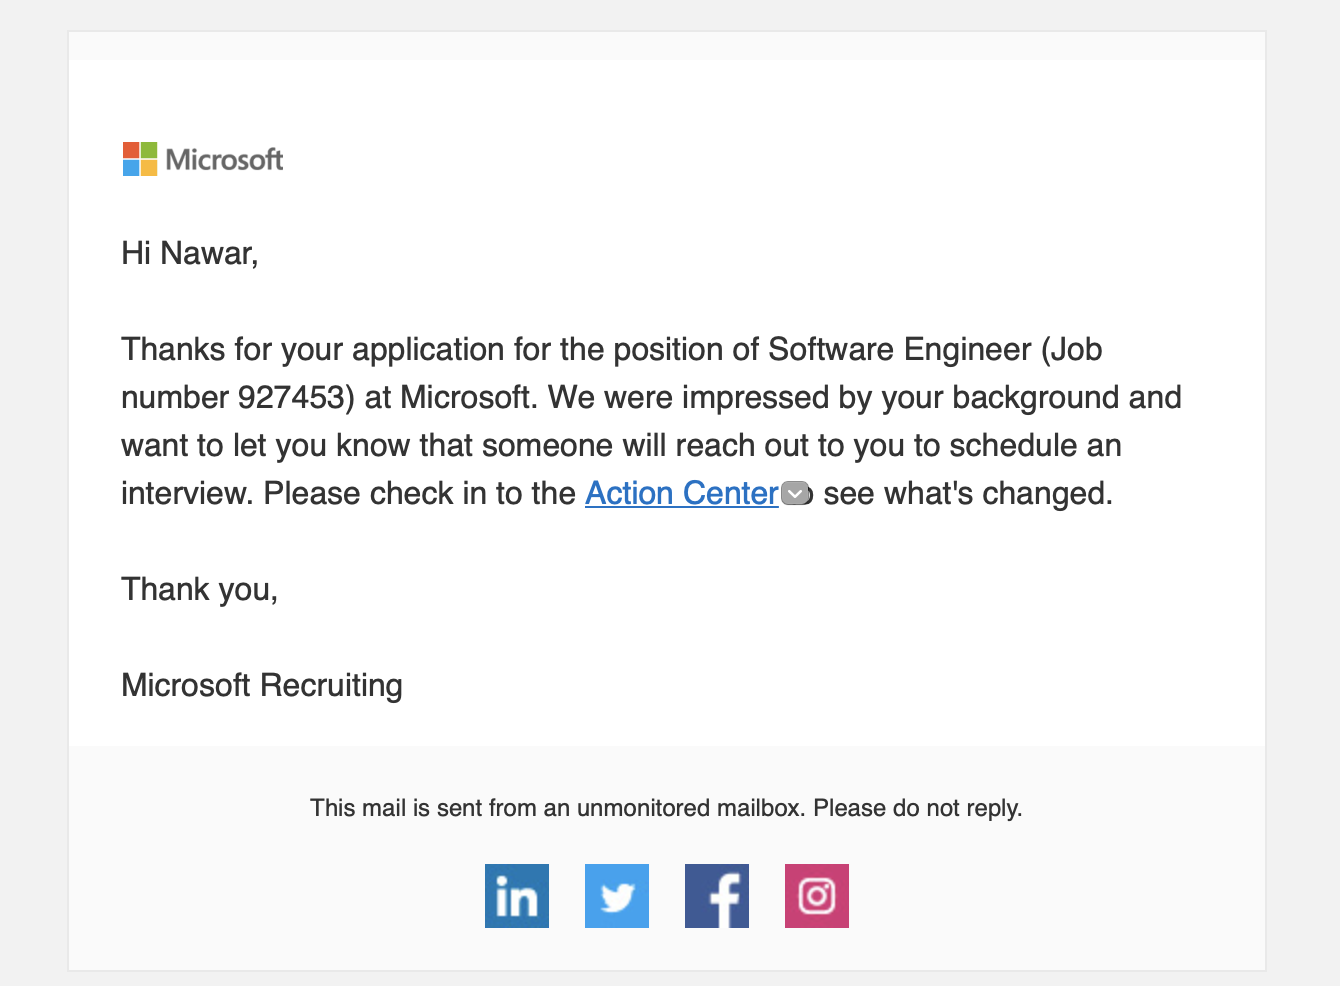 Microsoft
Hi Nawar,
Thanks for your application for the position of Software Engineer (Job
number 927453) at Microsoft. We were impressed by your background and
want to let you know that someone will reach out to you to schedule an
interview. Please check in to the Action Center see what's changed.
Thank you,
Microsoft Recruiting
This mail is sent from an unmonitored mailbox. Please do not reply.
in
f